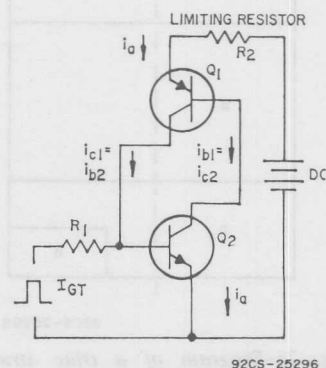 LIMITING RESISTOR
ia
R2
Q1
ic1=
ib2
ib1=
ic2
DC
R1
Q2
IGT
ia
92CS-25296